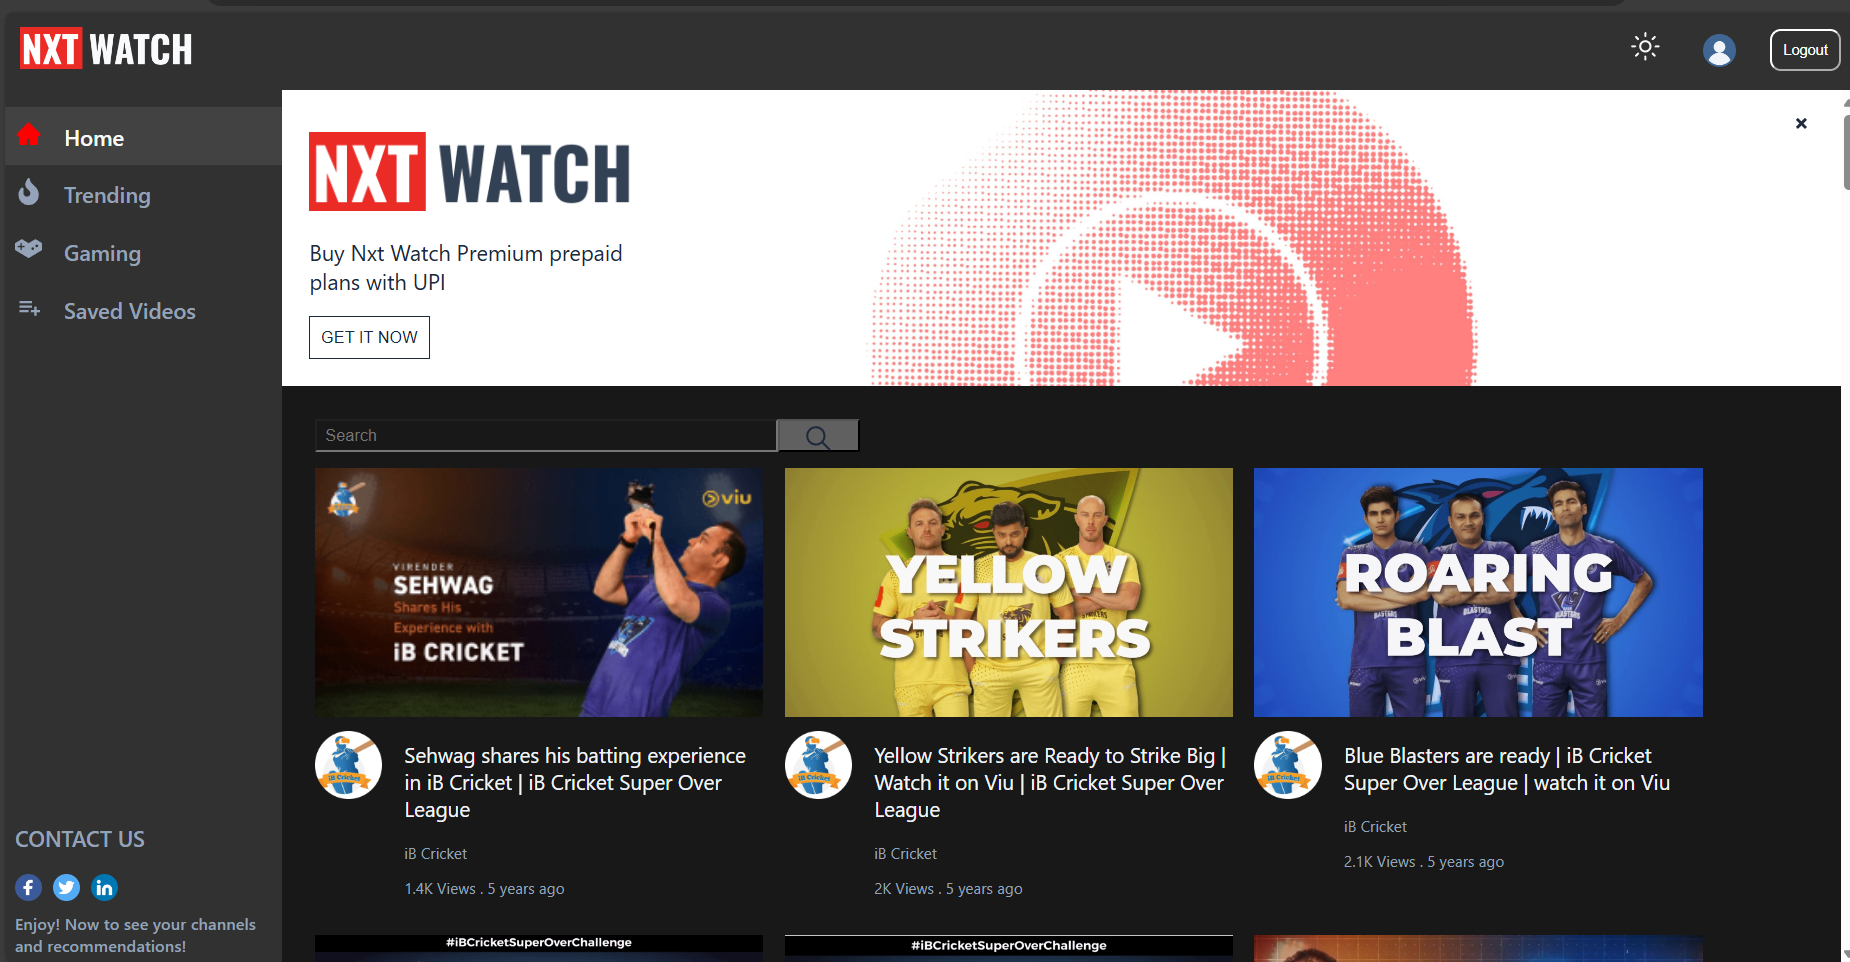 NXT WATCH
Logout
Home
Trending
Gaming
Saved Videos
CONTACT US
Enjoy! Now to see your channels
and recommendations!
NXT WATCH
Buy Nxt Watch Premium prepaid
plans with UPI
GET IT NOW
Search
viu
VIRENDER
SEHWAG
Shares His
Experience with
iB CRICKET
Sehwag shares his batting experience
in iB Cricket | iB Cricket Super Over
League
iB Cricket
1.4K Views . 5 years ago
YELLOW
STRIKERS
Yellow Strikers are Ready to Strike Big |
Watch it on Viu | iB Cricket Super Over
League
iB Cricket
2K Views . 5 years ago
ROARING
BLAST
Blue Blasters are ready | iB Cricket
Super Over League | watch it on Viu
iB Cricket
2.1K Views . 5 years ago
#iBCricketSuperOverChallenge
#iBCricketSuperOverChallenge